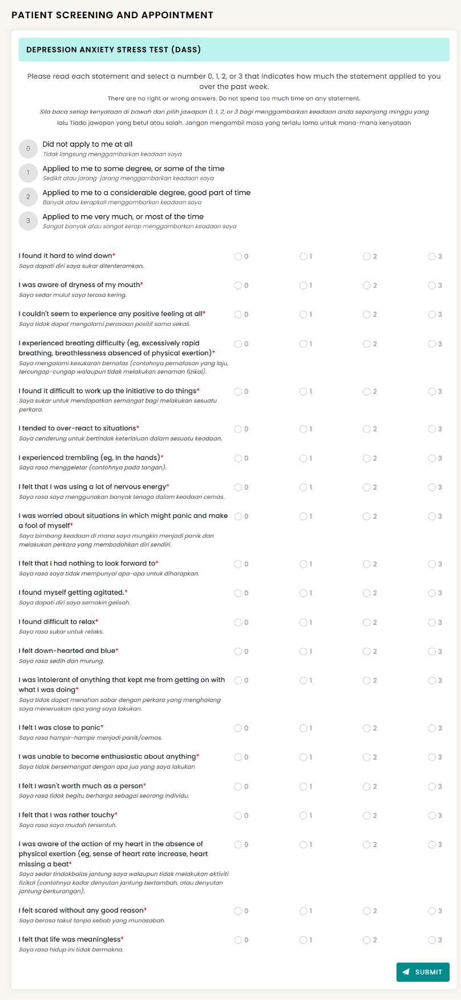 PATIENT SCREENING AND APPOINTMENT
DEPRESSION ANXIETY STRESS TEST (DASS)
Please read each statement and select a number 0, 1, 2, or 3 that indicates how much the statement applied to you
over the past week.
There are no right or wrong answers. Do not spend too much time on any statement.
Sila baca setiap kenyataan di bawah dan pilih jawapan 0, 1, 2, or 3 bagi menggambarkan keadaan anda sepanjang minggu yang
lalu Tiada jawapan yang betul atau salah. Jangan mengambil masa yang terlalu lama untuk mana-mana kenyataan
0 Did not apply to me at all
Tidak langsung menggambarkan keadaan saya
1 Applied to me to some degree, or some of the time
Sedikit atau jarang-jarang menggambarkan keadaan saya
2 Applied to me to a considerable degree, good part of time
Banyak atau kerapkali menggambarkan keadaan saya
3 Applied to me very much, or most of the time
Sangat banyak atau sangat kerap menggambarkan keadaan saya
I found It hard to wind down* 0 1 2 3
Saya dapati diri saya sukar ditenteramkan.
I was aware of dryness of my mouth* 0 1 2 3
Saya sedar mulut saya terasa kering.
I couldn't seem to experience any positive feeling at all* 0 1 2 3
Saya tidak dapat mengalami perasaan positif sama sekali.
I experienced breating difficulty (eg, excessively rapid 0 1 2 3
breathing, breathlessness absenced of physical exertion)*
Saya mengalami kesukaran bernafas (contohnya pernafasan yang laju,
tercungap-cungap walaupun tidak melakukan senaman fizikal).
I found it difficult to work up the initiative to do things* 0 1 2 3
Saya sukar untuk mendapatkan semangat bagi melakukan sesuatu
perkara.
I tended to over-react to situations* 0 1 2 3
Saya cenderung untuk bertindak keterlaluan dalam sesuatu keadaan.
I experienced trembling (eg, In the hands)* 0 1 2 3
Saya rasa menggeletar (contohnya pada tangan).
I felt that I was using a lot of nervous energy* 0 1 2 3
Saya rasa saya menggunakan banyak tenaga dalam keadaan cemas.
I was worried about situations in which might panic and make 0 1 2 3
a fool of myself*
Saya bimbang keadaan di mana saya mungkin menjadi panik dan
melakukan perkara yang membodohkan diri sendiri.
I felt that I had nothing to look forward to* 0 1 2 3
Saya rasa saya tidak mempunyai apa-apa untuk diharapkan.
I found myself getting agitated.* 0 1 2 3
Saya dapati diri saya semakin gelisah.
I found difficult to relax* 0 1 2 3
Saya rasa sukar untuk relaks.
I felt down-hearted and blue* 0 1 2 3
Saya rasa sedih dan murung.
I was intolerant of anything that kept me from getting on with 0 1 2 3
what I was doing*
Saya tidak dapat menahan sabar dengan perkara yang menghalang
saya meneruskan apa yang saya lakukan.
I felt I was close to panic* 0 1 2 3
Saya rasa hampir-hampir menjadi panik/cemas.
I was unable to become enthusiastic about anything* 0 1 2 3
Saya tidak bersemangat dengan apa jua yang saya lakukan
I felt I wasn't worth much as a person* 0 1 2 3
Saya rasa tidak begitu berharga sebagai seorang individu.
I felt that I was rather touchy* 0 1 2 3
Saya rasa saya mudah tersentuh.
I was aware of the action of my heart in the absence of 0 1 2 3
physical exertion (eg, sense of heart rate increase, heart
missing a beat*
Saya sedar tindakbalas jantung saya walaupun tidak melakukan aktiviti
fizikal (contohnya kadar denyutan jantung bertambah, atau denyutan
jantung berkurangan).
I felt scared without any good reason* 0 1 2 3
Saya berasa takut tanpa sebab yang munasabah.
I felt that life was meaningless* 0 1 2 3
Saya rasa hidup ini tidak bermakna.
SUBMIT